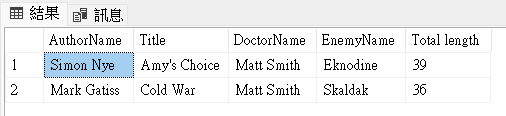 結果 訊息
AuthorName Title DoctorName EnemyName Total length
1 Simon Nye Amy's Choice Matt Smith Eknodine 39
2 Mark Gatiss Cold War Matt Smith Skaldak 36